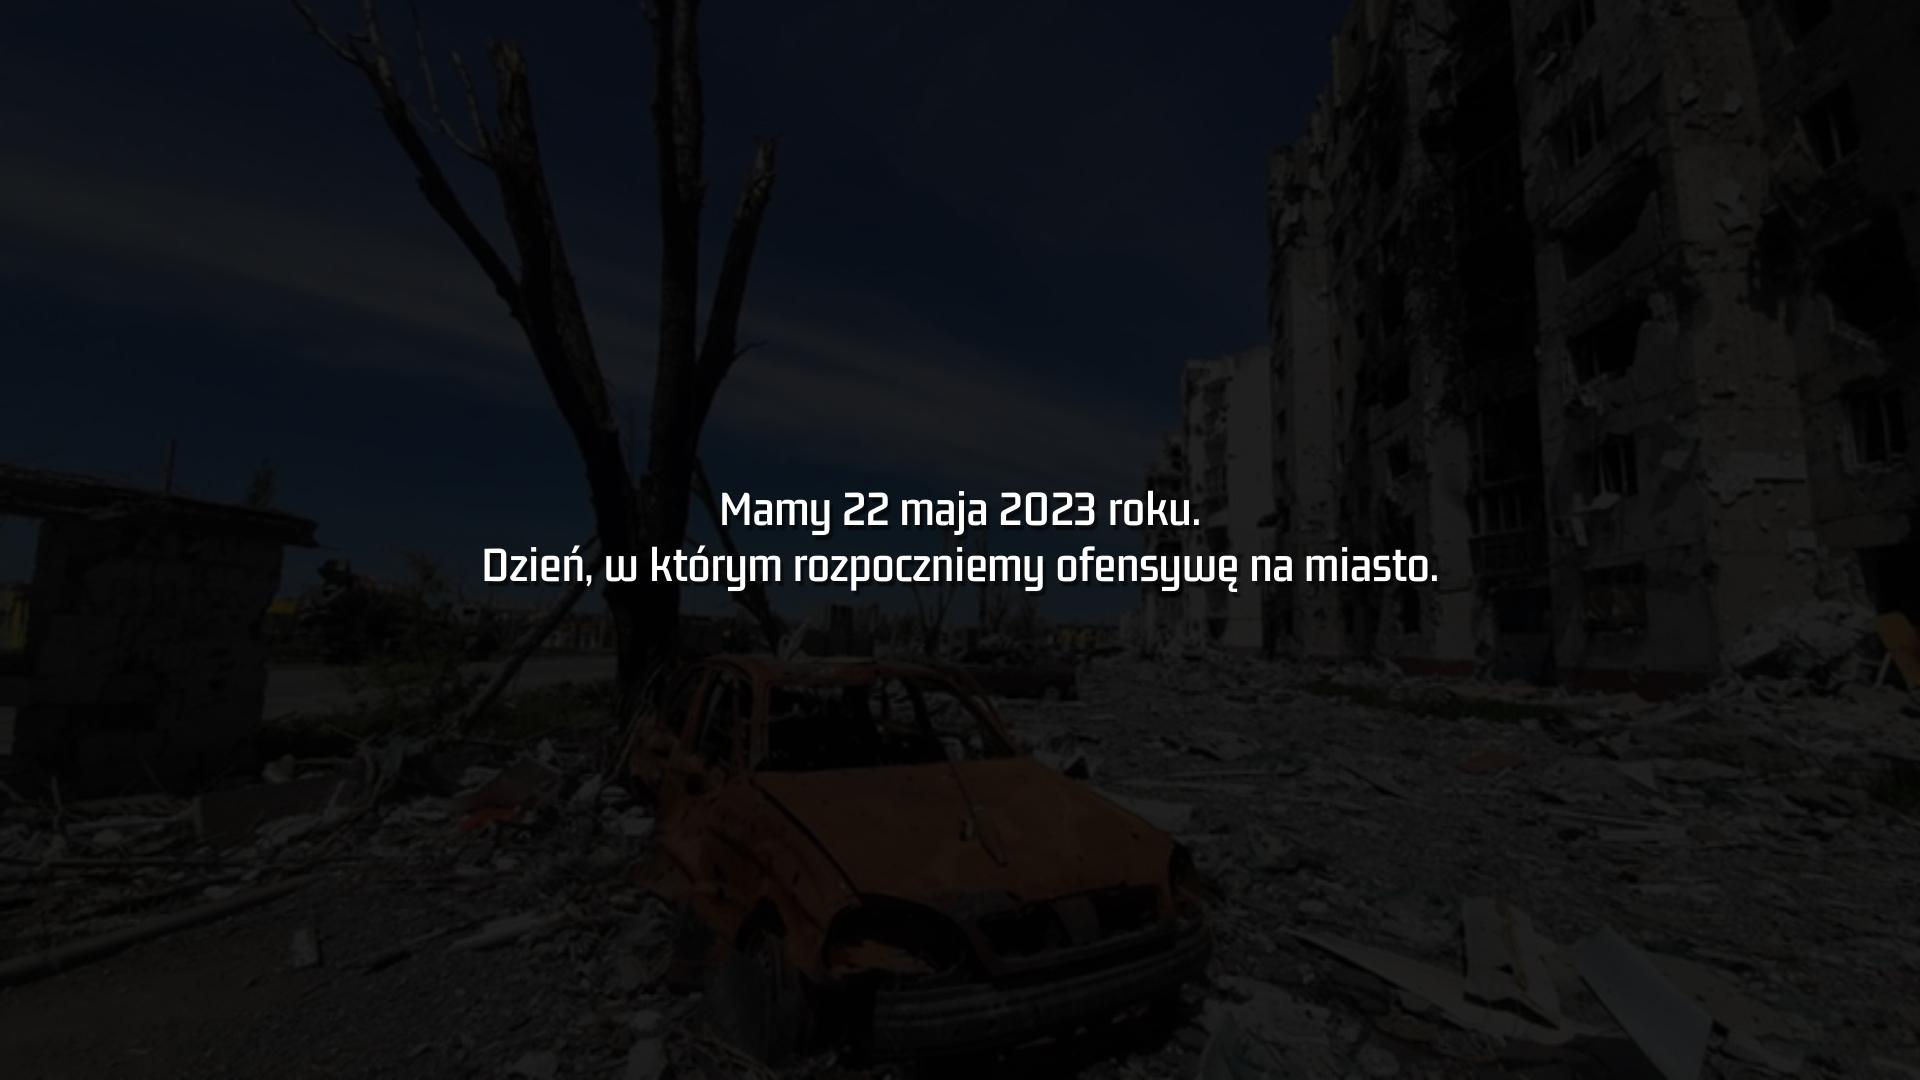 Mamy 22 maja 2023 roku.
Dzień, w którym rozpoczniemy ofensywę na miasto.